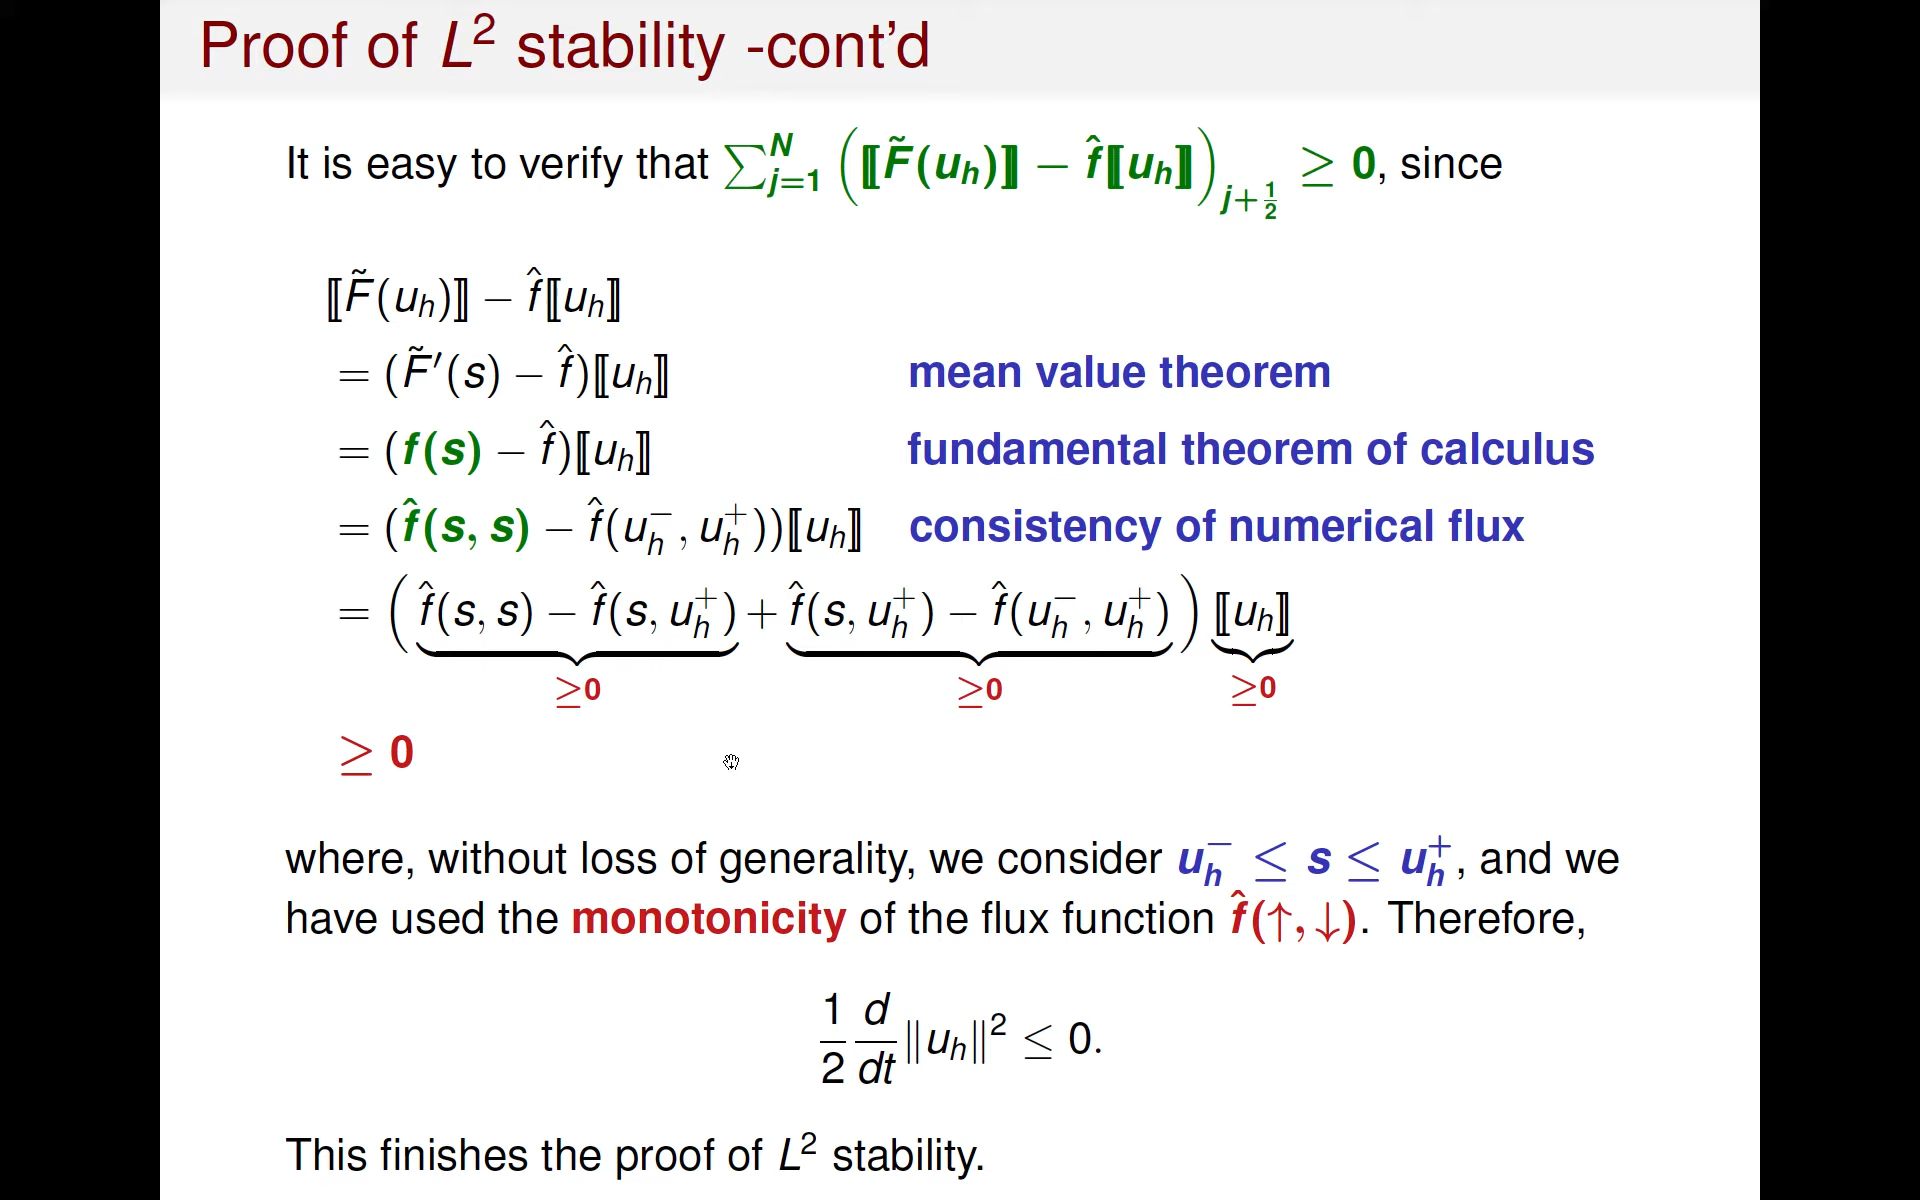 Proof of L² stability -cont'd
It is easy to verify that ∑_{j=1}^{N} (⟦F̃(u_h)⟧ − f̂⟦u_h⟧)_{j+1/2} ≥ 0, since
⟦F̃(u_h)⟧ − f̂⟦u_h⟧
= (F̃′(s) − f̂)⟦u_h⟧ mean value theorem
= (f(s) − f̂)⟦u_h⟧ fundamental theorem of calculus
= (f̂(s, s) − f̂(u_h^−, u_h^+))⟦u_h⟧ consistency of numerical flux
= (f̂(s, s) − f̂(s, u_h^+) + f̂(s, u_h^+) − f̂(u_h^−, u_h^+)) ⟦u_h⟧
≥0 ≥0 ≥0
≥ 0
where, without loss of generality, we consider u_h^− ≤ s ≤ u_h^+, and we
have used the monotonicity of the flux function f̂(↑, ↓). Therefore,
1/2 d/dt ‖u_h‖² ≤ 0.
This finishes the proof of L² stability.